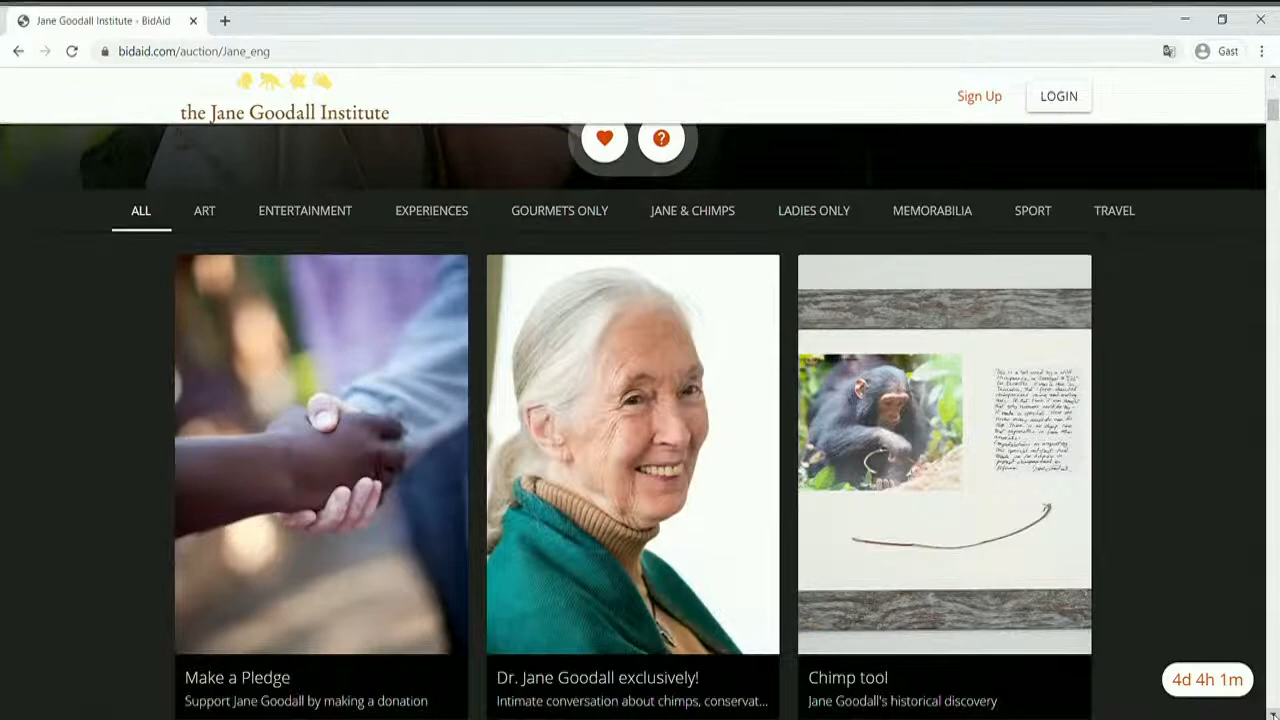 Jane Goodall Institute - BidAid
bidaid.com/auction/Jane_eng
Gast
the Jane Goodall Institute
Sign Up
LOGIN
ALL
ART
ENTERTAINMENT
EXPERIENCES
GOURMETS ONLY
JANE & CHIMPS
LADIES ONLY
MEMORABILIA
SPORT
TRAVEL
Make a Pledge
Support Jane Goodall by making a donation
Dr. Jane Goodall exclusively!
Intimate conversation about chimps, conservat...
Chimp tool
Jane Goodall's historical discovery
4d 4h 1m